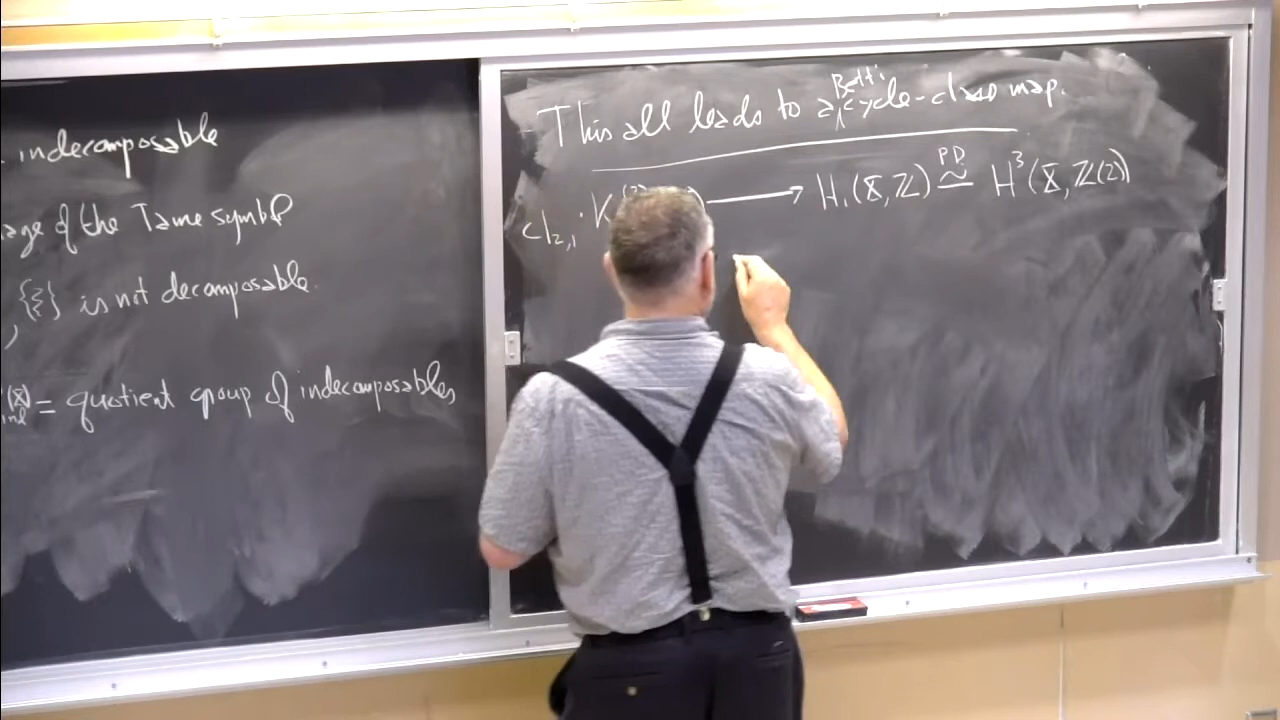 indecomposable
of the Tame symbol
{ξ} is not decomposable.
= quotient group of indecomposables
This all leads to a Betti cycle-class map.
cl₂,₁ : K ⟶ H₁(X, ℤ) ≃ PD H³(X, ℤ(2))